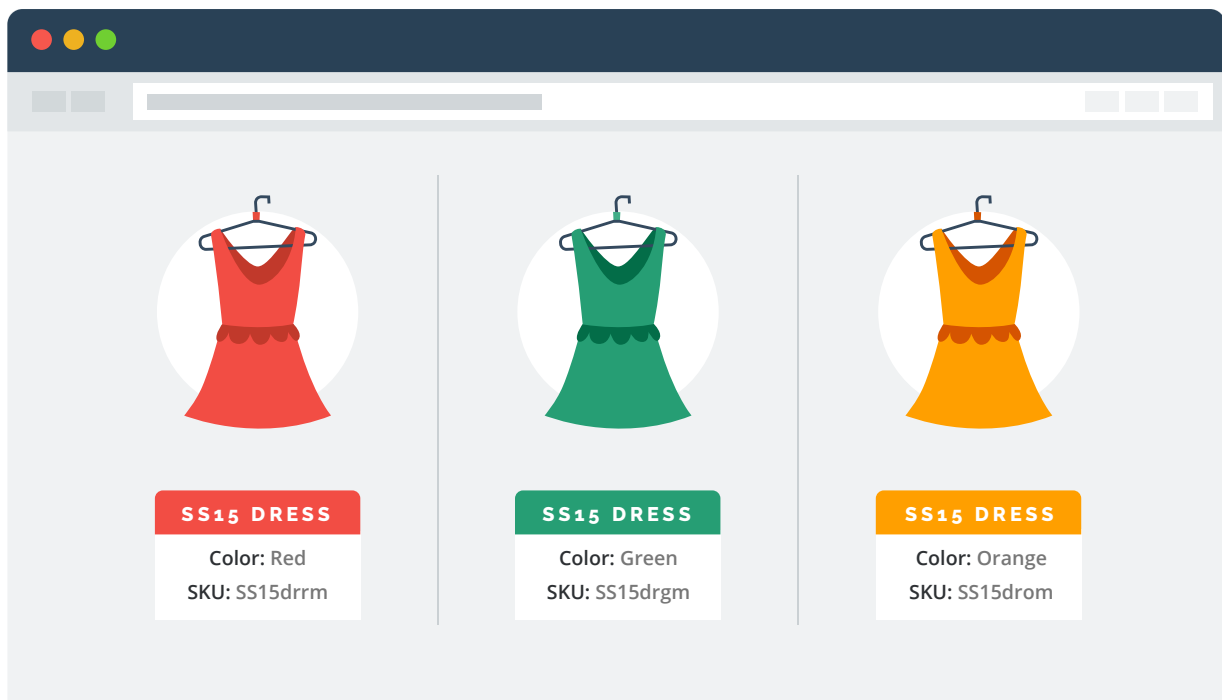 SS15 DRESS
Color: Red
SKU: SS15drrm
SS15 DRESS
Color: Green
SKU: SS15drgm
SS15 DRESS
Color: Orange
SKU: SS15drom